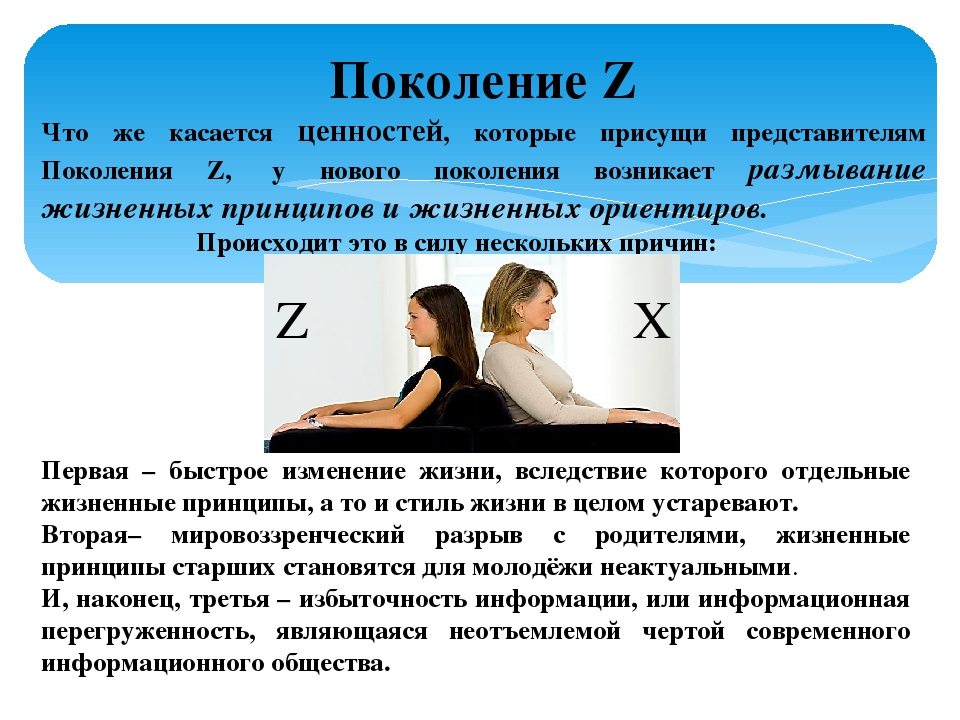 Поколение Z
Что же касается ценностей, которые присущи представителям
Поколения Z, у нового поколения возникает размывание
жизненных принципов и жизненных ориентиров.
Происходит это в силу нескольких причин:
Z X
Первая – быстрое изменение жизни, вследствие которого отдельные
жизненные принципы, а то и стиль жизни в целом устаревают.
Вторая– мировоззренческий разрыв с родителями, жизненные
принципы старших становятся для молодёжи неактуальными.
И, наконец, третья – избыточность информации, или информационная
перегруженность, являющаяся неотъемлемой чертой современного
информационного общества.